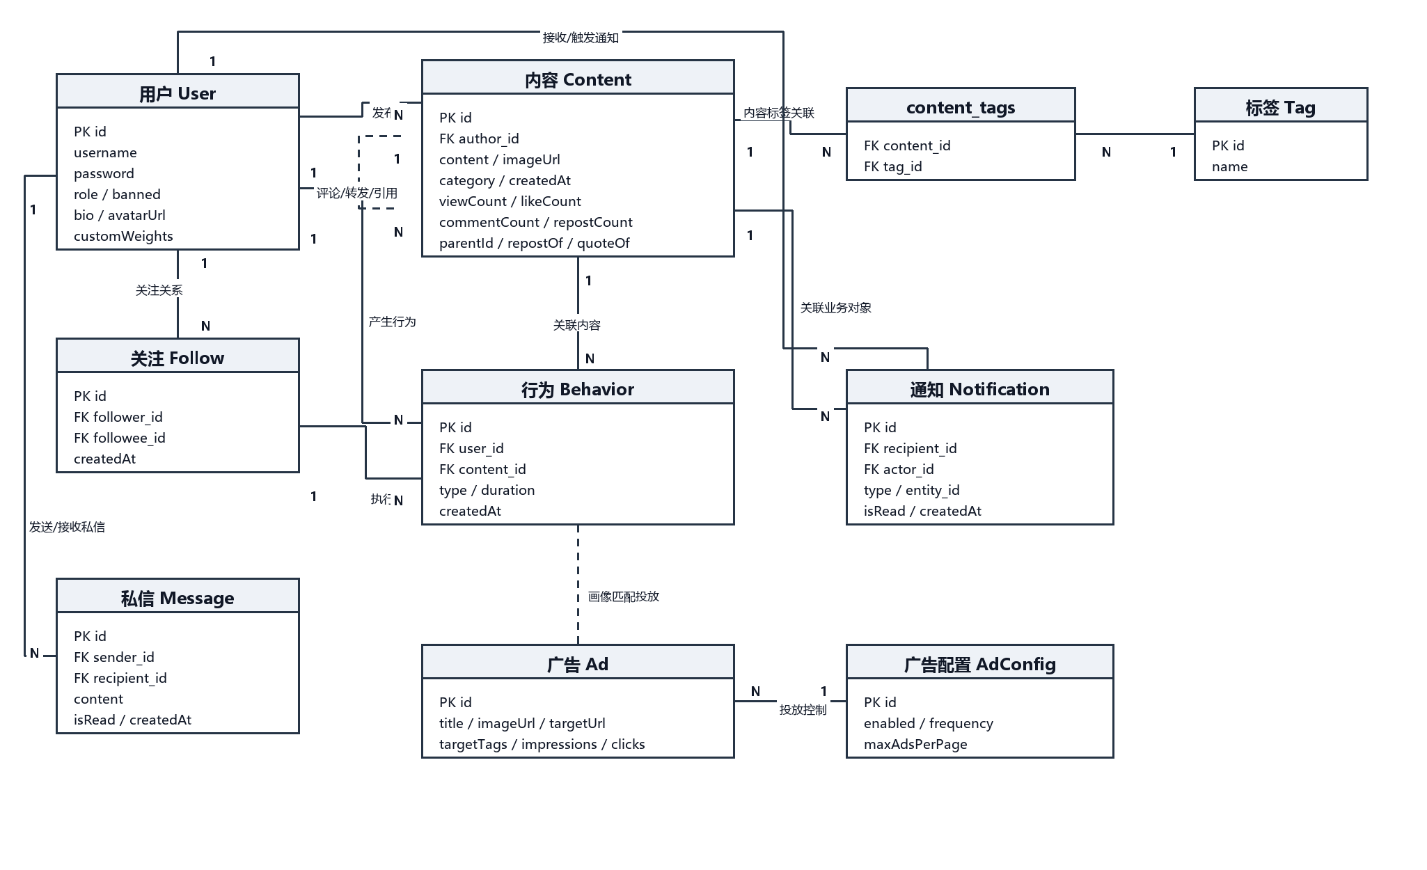 接收/触发通知
1
用户 User
PK id
username
password
role / banned
bio / avatarUrl
customWeights
发布
N
1
1
评论/转发/引用
1
N
1
内容 Content
PK id
FK author_id
content / imageUrl
category / createdAt
viewCount / likeCount
commentCount / repostCount
parentId / repostOf / quoteOf
内容标签关联
1
N
content_tags
FK content_id
FK tag_id
N
1
标签 Tag
PK id
name
1
关联业务对象
1
关注关系
N
产生行为
1
关联内容
N
N
N
关注 Follow
PK id
FK follower_id
FK followee_id
createdAt
N
行为 Behavior
PK id
FK user_id
FK content_id
type / duration
createdAt
通知 Notification
PK id
FK recipient_id
FK actor_id
type / entity_id
isRead / createdAt
1
执行
N
发送/接收私信
N
私信 Message
PK id
FK sender_id
FK recipient_id
content
isRead / createdAt
画像匹配投放
广告 Ad
PK id
title / imageUrl / targetUrl
targetTags / impressions / clicks
N
1
投放控制
广告配置 AdConfig
PK id
enabled / frequency
maxAdsPerPage